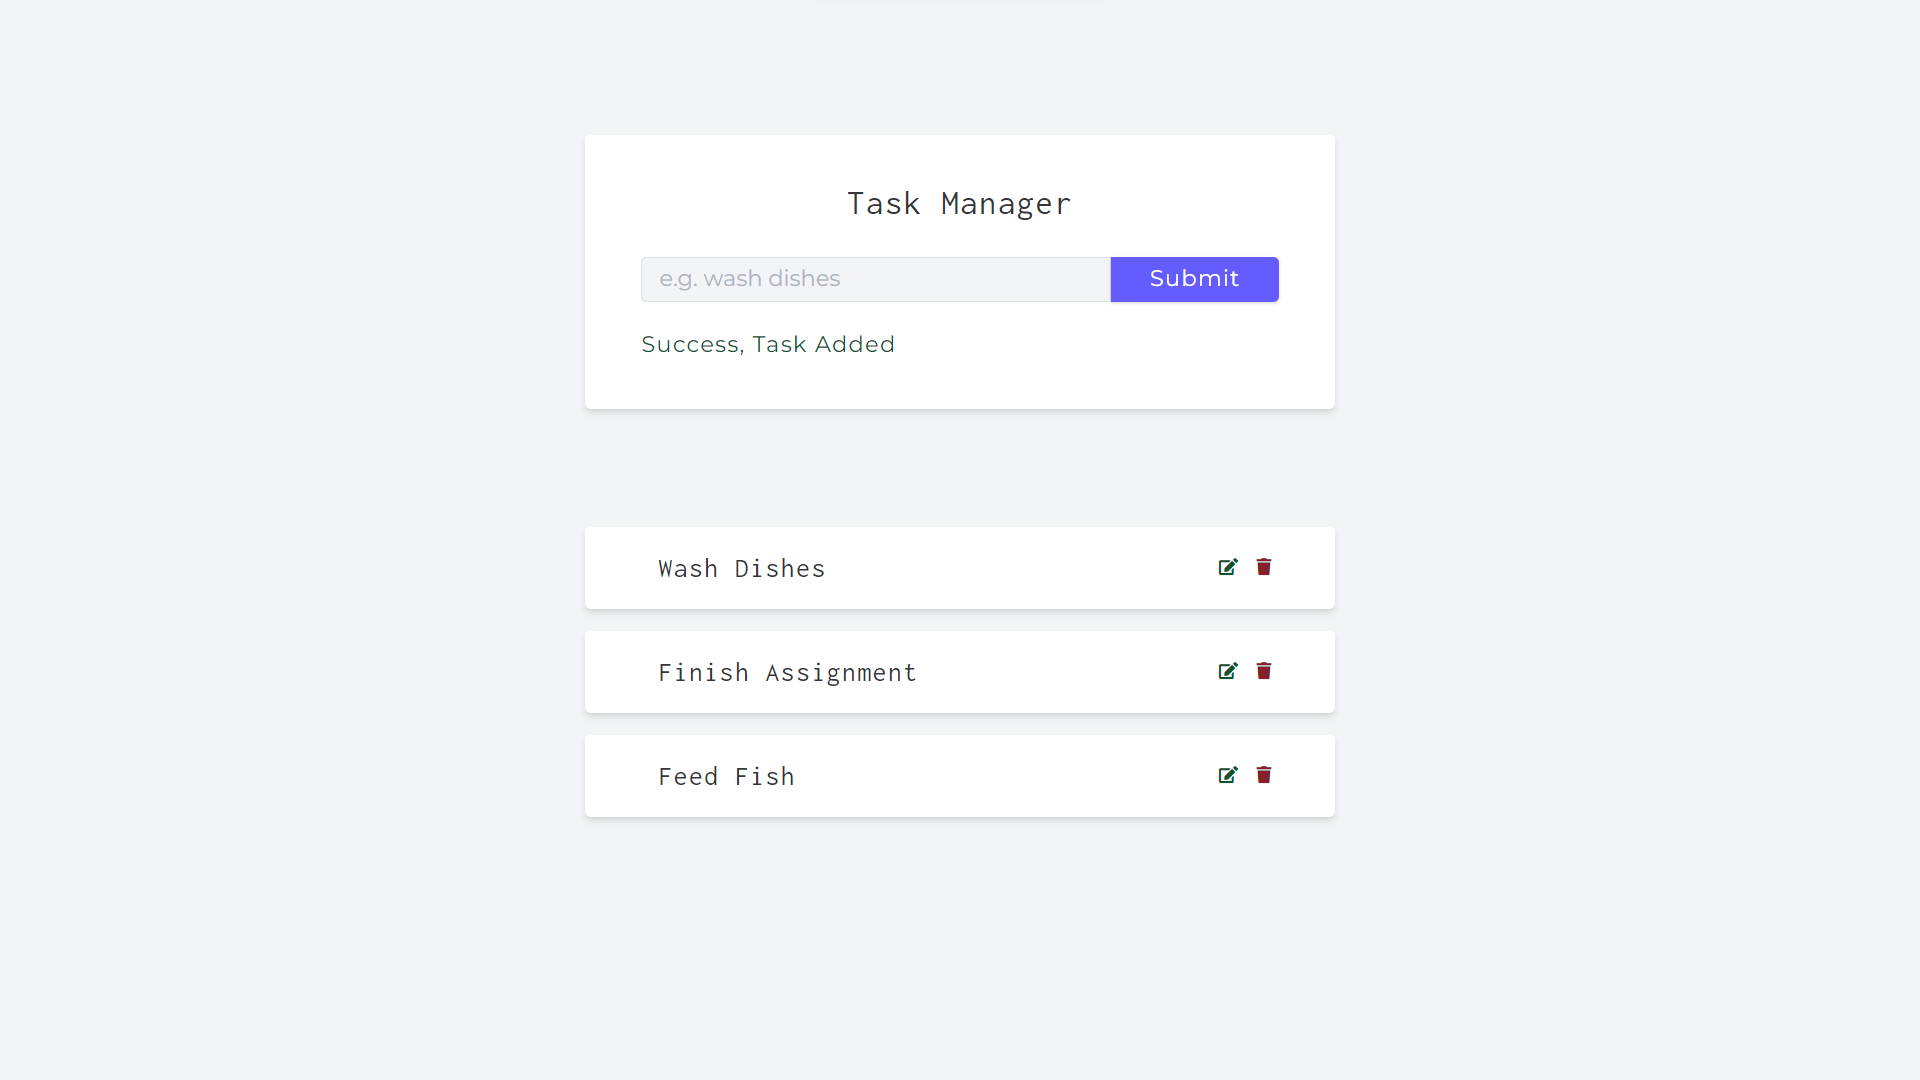 Task Manager
e.g. wash dishes
Submit
Success, Task Added
Wash Dishes
Finish Assignment
Feed Fish